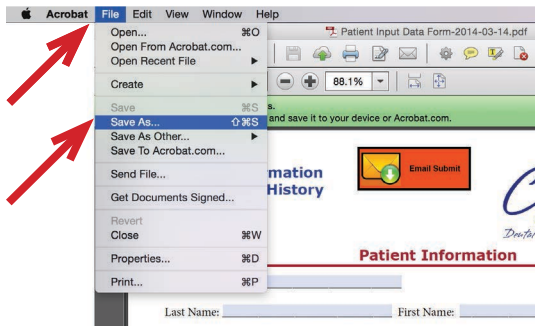 Acrobat File Edit View Window Help
Patient Input Data Form-2014-03-14.pdf
Open... ⌘O
Open From Acrobat.com...
Open Recent File ▶
88.1%
Create ▶
Save ⌘S
s.
Save As... ⇧⌘S
and save it to your device or Acrobat.com.
Save As Other... ▶
Save To Acrobat.com...
Send File...
mation
Email Submit
Get Documents Signed...
History
Revert
Close ⌘W
Properties... ⌘D
Patient Information
Print... ⌘P
Last Name: First Name: